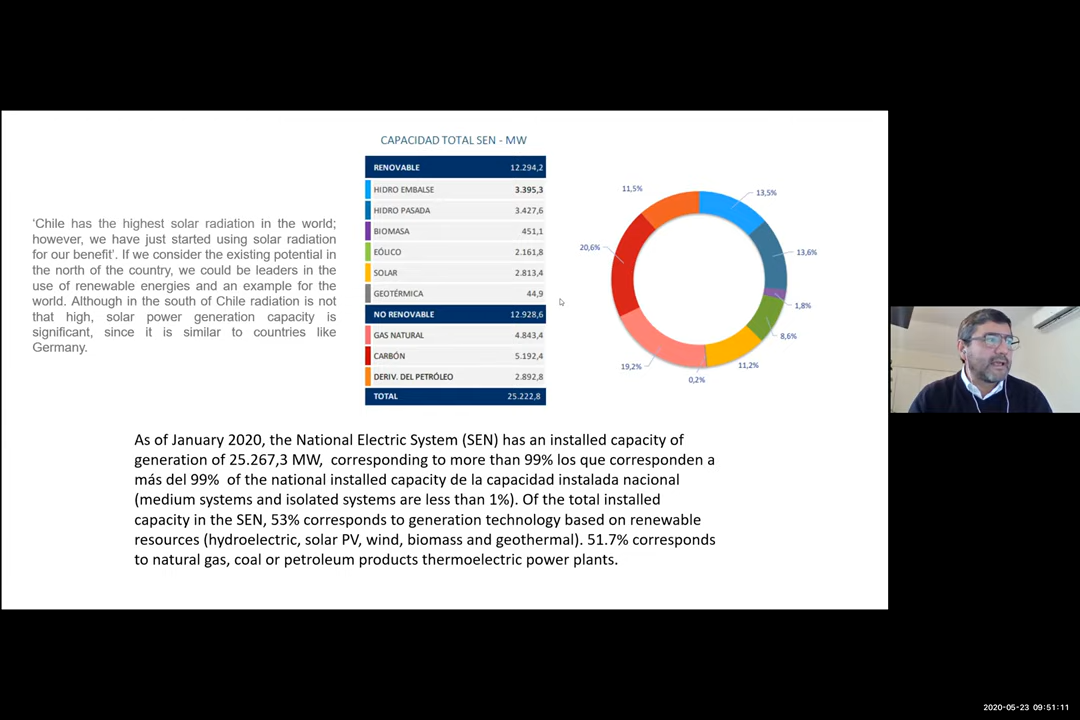 CAPACIDAD TOTAL SEN - MW
RENOVABLE 12.294,2
HIDRO EMBALSE 3.395,3
HIDRO PASADA 3.427,6
BIOMASA 451,1
EÓLICO 2.161,8
SOLAR 2.813,4
GEOTÉRMICA 44,9
NO RENOVABLE 12.928,6
GAS NATURAL 4.843,4
CARBÓN 5.192,4
DERIV. DEL PETRÓLEO 2.892,8
TOTAL 25.222,8
11,5%
13,5%
20,6%
13,6%
1,8%
8,6%
19,2%
11,2%
0,2%
‘Chile has the highest solar radiation in the world;
however, we have just started using solar radiation
for our benefit’. If we consider the existing potential in
the north of the country, we could be leaders in the
use of renewable energies and an example for the
world. Although in the south of Chile radiation is not
that high, solar power generation capacity is
significant, since it is similar to countries like
Germany.
As of January 2020, the National Electric System (SEN) has an installed capacity of
generation of 25.267,3 MW, corresponding to more than 99% los que corresponden a
más del 99% of the national installed capacity de la capacidad instalada nacional
(medium systems and isolated systems are less than 1%). Of the total installed
capacity in the SEN, 53% corresponds to generation technology based on renewable
resources (hydroelectric, solar PV, wind, biomass and geothermal). 51.7% corresponds
to natural gas, coal or petroleum products thermoelectric power plants.
2020-05-23 09:51:11